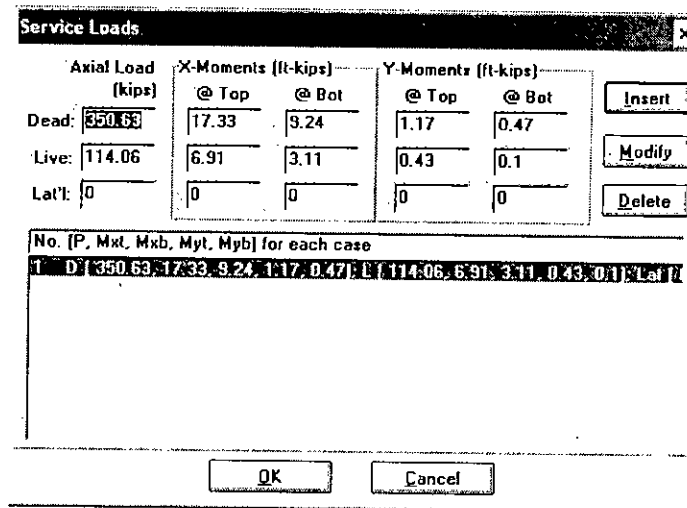 Service Loads
Axial Load (kips)
X-Moments (ft-kips)
@ Top @ Bot
Y-Moments (ft-kips)
@ Top @ Bot
Dead: 350.63 17.33 9.24 1.17 0.47
Live: 114.06 6.91 3.11 0.43 0.1
Lat'l: 0 0 0 0 0
Insert
Modify
Delete
No. [P, Mxt, Mxb, Myt, Myb] for each case
1 D [ 350.63, 17.33, 9.24, 1.17, 0.47]; L [ 114.06, 6.91, 3.11, 0.43, 0.1]; Lat'l
OK Cancel